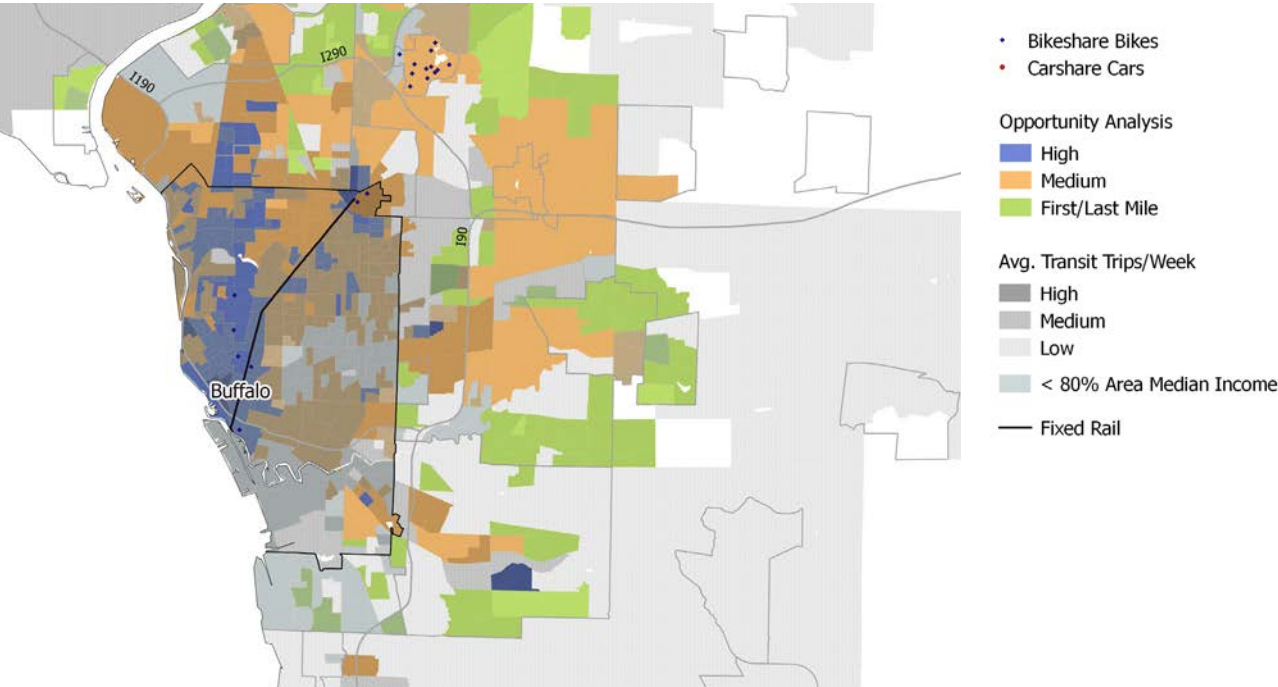 I290
I190
I90
Buffalo
Bikeshare Bikes
Carshare Cars
Opportunity Analysis
High
Medium
First/Last Mile
Avg. Transit Trips/Week
High
Medium
Low
< 80% Area Median Income
Fixed Rail